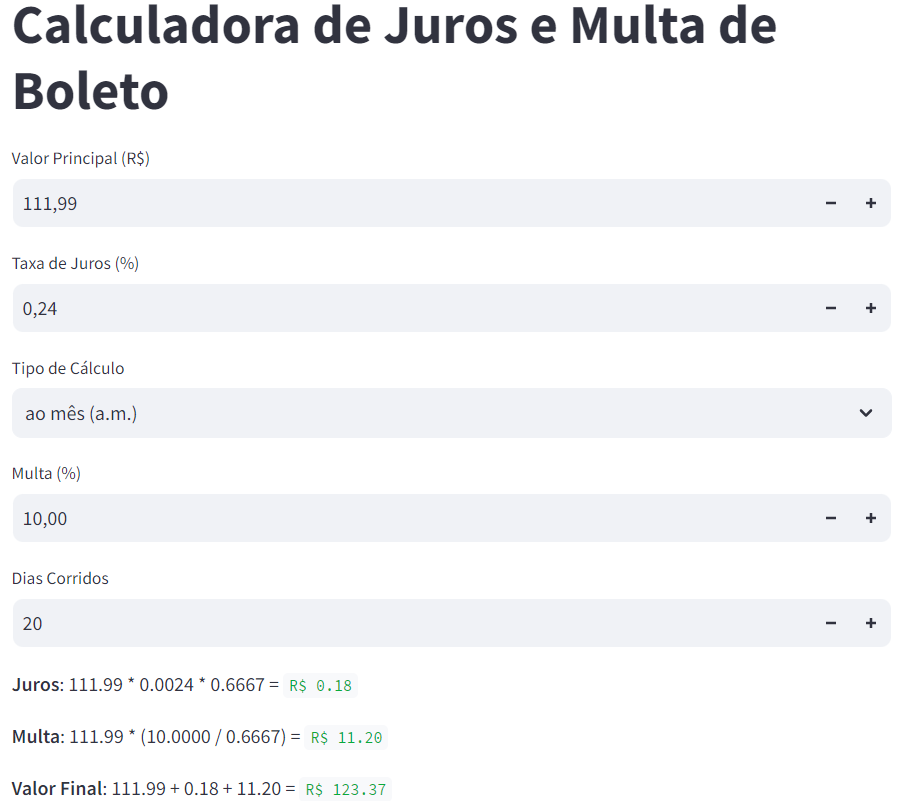 Calculadora de Juros e Multa de
Boleto
Valor Principal (R$)
111,99
Taxa de Juros (%)
0,24
Tipo de Cálculo
ao mês (a.m.)
Multa (%)
10,00
Dias Corridos
20
Juros: 111.99 * 0.0024 * 0.6667 = R$ 0.18
Multa: 111.99 * (10.0000 / 0.6667) = R$ 11.20
Valor Final: 111.99 + 0.18 + 11.20 = R$ 123.37